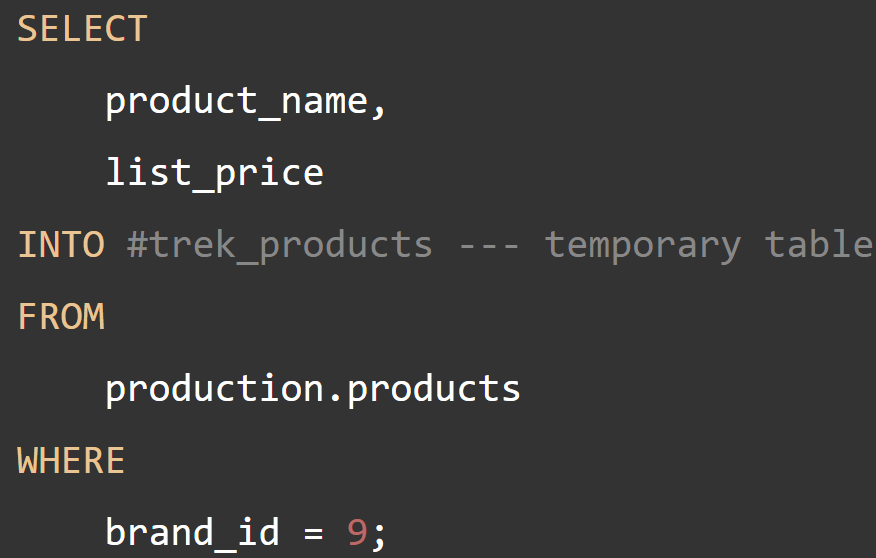 SELECT
product_name,
list_price
INTO #trek_products --- temporary table
FROM
production.products
WHERE
brand_id = 9;